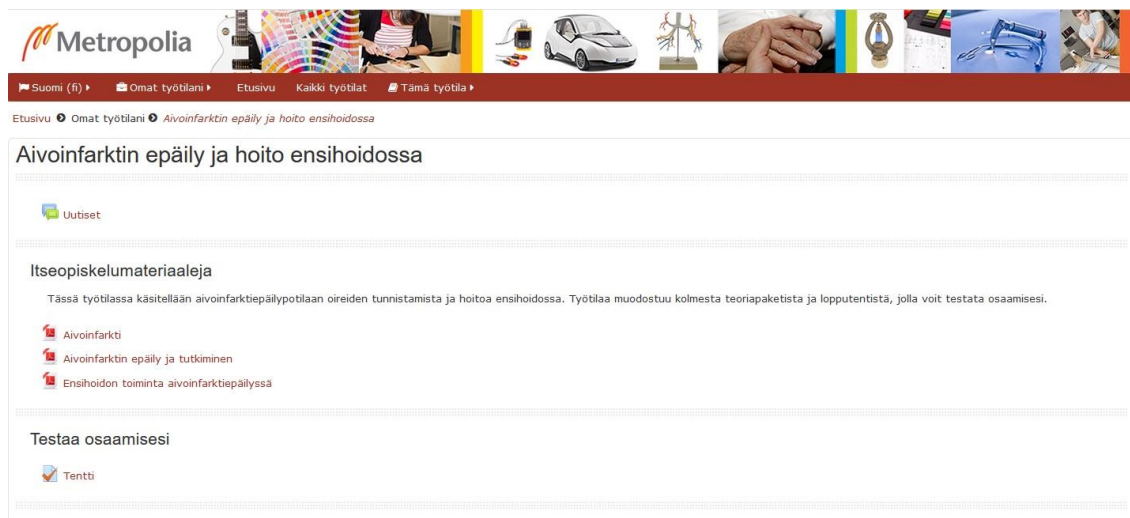 Metropolia
Suomi (fi) Omat työtilani Etusivu Kaikki työtilat Tämä työtila
Etusivu Omat työtilani Aivoinfarktin epäily ja hoito ensihoidossa
Aivoinfarktin epäily ja hoito ensihoidossa
Uutiset
Itseopiskelumateriaaleja
Tässä työtilassa käsitellään aivoinfarktiepäilypotilaan oireiden tunnistamista ja hoitoa ensihoidossa. Työtilaa muodostuu kolmesta teoriapaketista ja lopputentistä, jolla voit testata osaamisesi.
Aivoinfarkti
Aivoinfarktin epäily ja tutkiminen
Ensihoidon toiminta aivoinfarktiepäilyssä
Testaa osaamisesi
Tentti